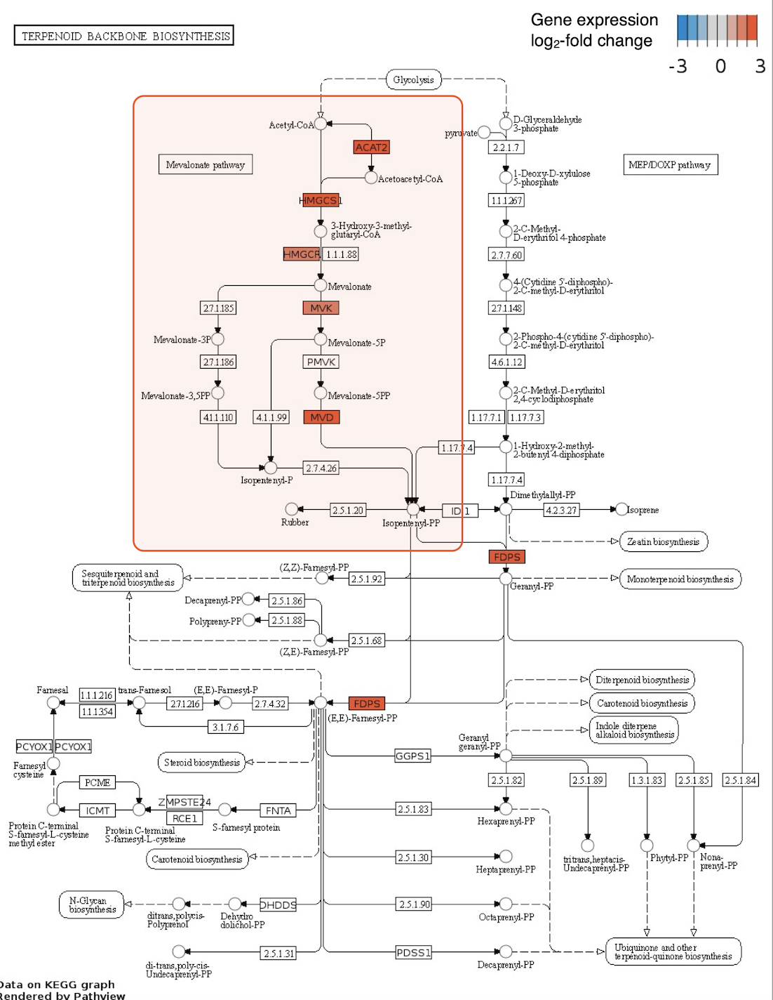 Gene expression
log2-fold change
-3 0 3
TERPENOID BACKBONE BIOSYNTHESIS
Glycolysis
Acetyl-CoA
D-Glyceraldehyde
3-phosphate
pyruvate
ACAT2
2.2.1.7
Mevalonate pathway
MEP/DOXP pathway
Acetoacetyl-CoA
1-Deoxy-D-xylulose
5-phosphate
HMGCS1
1.1.1.267
3-Hydroxy-3-methyl-
glutaryl-CoA
2-C-Methyl-
D-erythritol 4-phosphate
HMGCR
1.1.1.88
2.7.7.60
Mevalonate
4-(Cytidine 5'-diphospho)-
2-C-methyl-D-erythritol
2.7.1.185
MVK
2.7.1.148
Mevalonate-3P
Mevalonate-5P
2-Phospho-4-(cytidine 5'-diphospho)-
2-C-methyl-D-erythritol
2.7.1.186
PMVK
4.6.1.12
Mevalonate-3,5PP
Mevalonate-5PP
2-C-Methyl-D-erythritol
2,4-cyclodiphosphate
4.1.1.110
4.1.1.99
MVD
1.17.7.1
1.17.7.3
1.17.7.4
1-Hydroxy-2-methyl-
2-butenyl 4-diphosphate
2.7.4.26
Isopentenyl-P
1.17.7.4
Dimethylallyl-PP
2.5.1.20
IDI1
4.2.3.27
Isoprene
Rubber
Isopentenyl-PP
Zeatin biosynthesis
FDPS
(Z,Z)-Farnesyl-PP
Sesquiterpenoid and
triterpenoid biosynthesis
2.5.1.92
Geranyl-PP
Monoterpenoid biosynthesis
Decaprenyl-PP
2.5.1.86
Polypreny-PP
2.5.1.88
2.5.1.68
(Z,E)-Farnesyl-PP
Diterpenoid biosynthesis
Farnesal
1.1.1.216
trans-Farnesol
(E,E)-Farnesyl-P
1.1.1.354
2.7.1.216
2.7.4.32
FDPS
(E,E)-Farnesyl-PP
Carotenoid biosynthesis
3.1.7.6
Indole diterpene
alkaloid biosynthesis
PCYOX1
PCYOX1
Geranyl
geranyl-PP
Farnesyl
cysteine
Steroid biosynthesis
GGPS1
PCME
2.5.1.82
2.5.1.89
1.3.1.83
2.5.1.85
2.5.1.84
ZMPSTE24
ICMT
RCE1
FNTA
2.5.1.83
Hexaprenyl-PP
Protein C-terminal
S-farnesyl-L-cysteine
methyl ester
Protein C-terminal
S-farnesyl-L-cysteine
S-farnesyl protein
Carotenoid biosynthesis
2.5.1.30
Heptaprenyl-PP
tritrans,heptacis-
Undecaprenyl-PP
Phytyl-PP
Nona-
prenyl-PP
N-Glycan
biosynthesis
ditrans,polycis-
Polyprenol
Dehydro
dolichol-PP
DHDDS
2.5.1.90
Octaprenyl-PP
2.5.1.31
di-trans,poly-cis-
Undecaprenyl-PP
PDSS1
Decaprenyl-PP
Ubiquinone and other
terpenoid-quinone biosynthesis
Data on KEGG graph
Rendered by Pathview